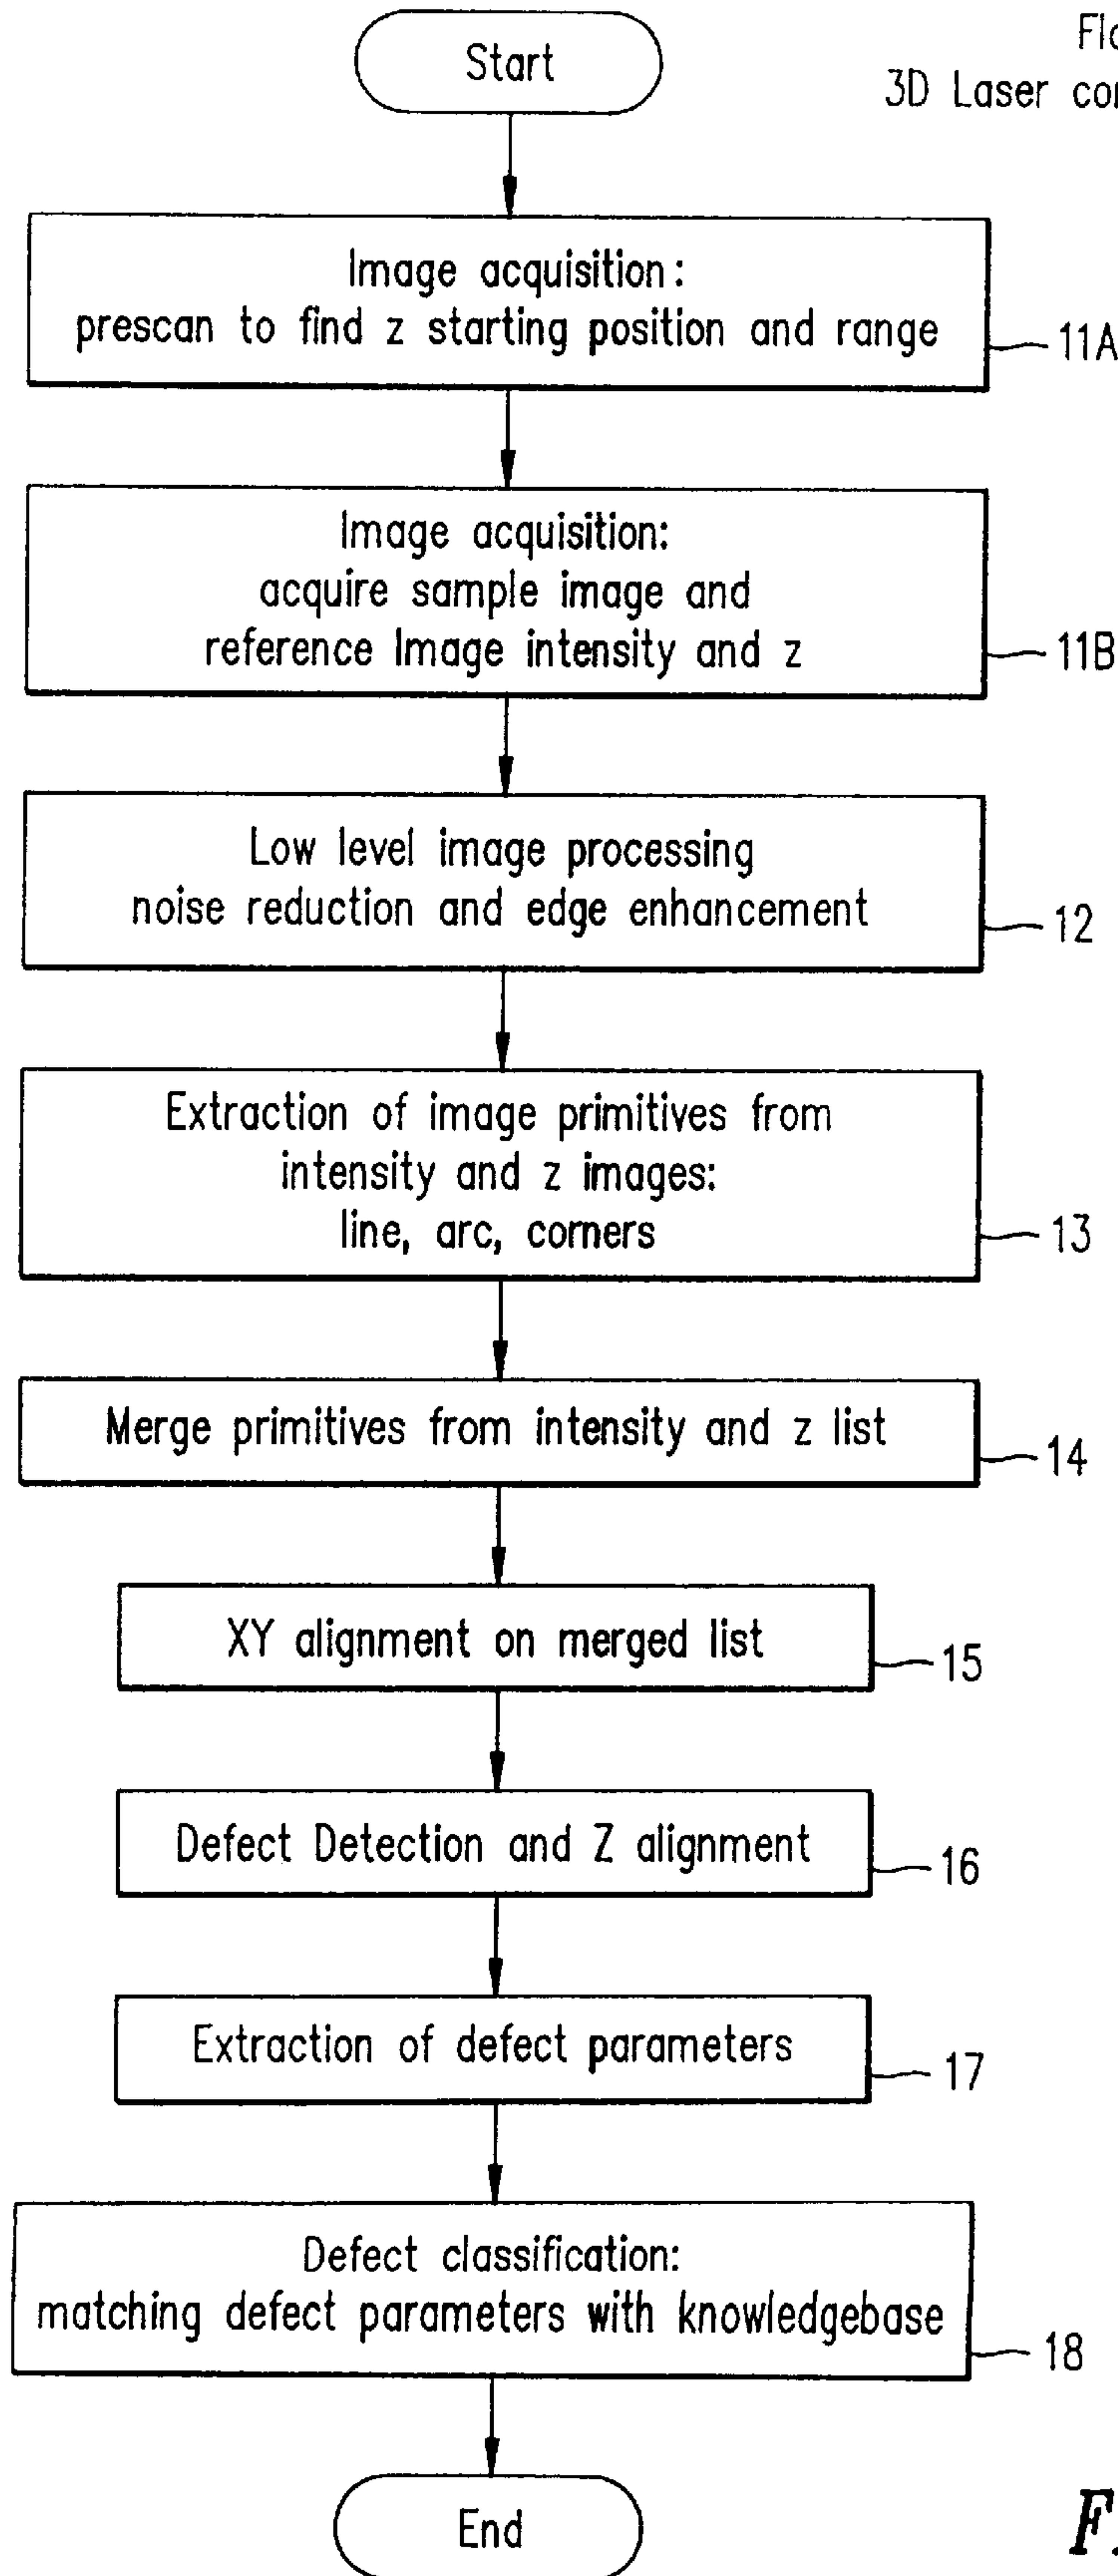 Start
3D Laser
Image acquisition:
prescan to find z starting position and range
11A
Image acquisition:
acquire sample image and
reference Image intensity and z
11B
Low level image processing
noise reduction and edge enhancement
12
Extraction of image primitives from
intensity and z images:
line, arc, corners
13
Merge primitives from intensity and z list
14
XY alignment on merged list
15
Defect Detection and Z alignment
16
Extraction of defect parameters
17
Defect classification:
matching defect parameters with knowledgebase
18
End